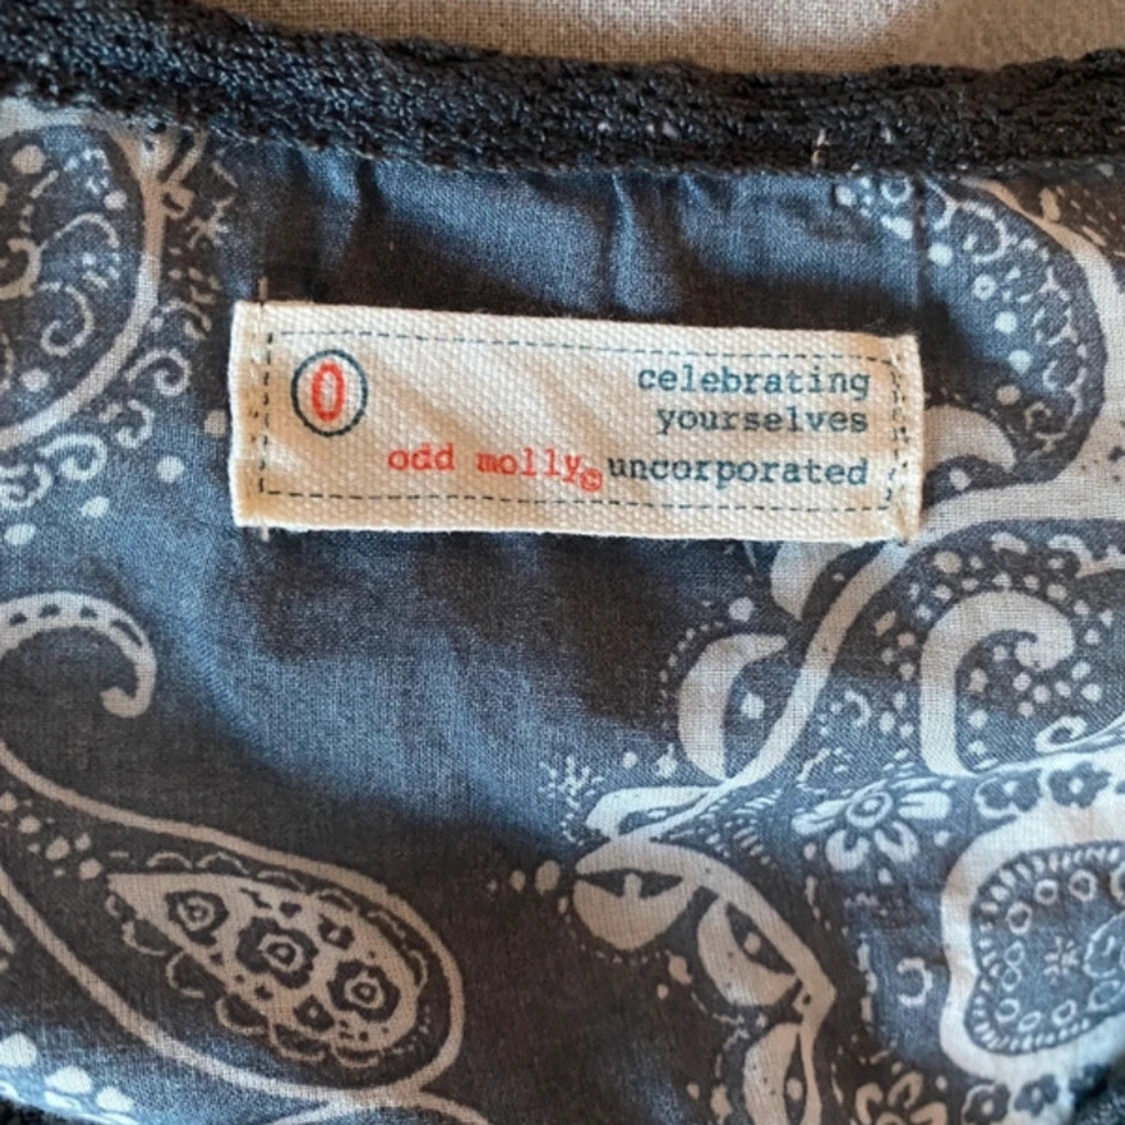 0
celebrating
yourselves
odd molly© uncorporated